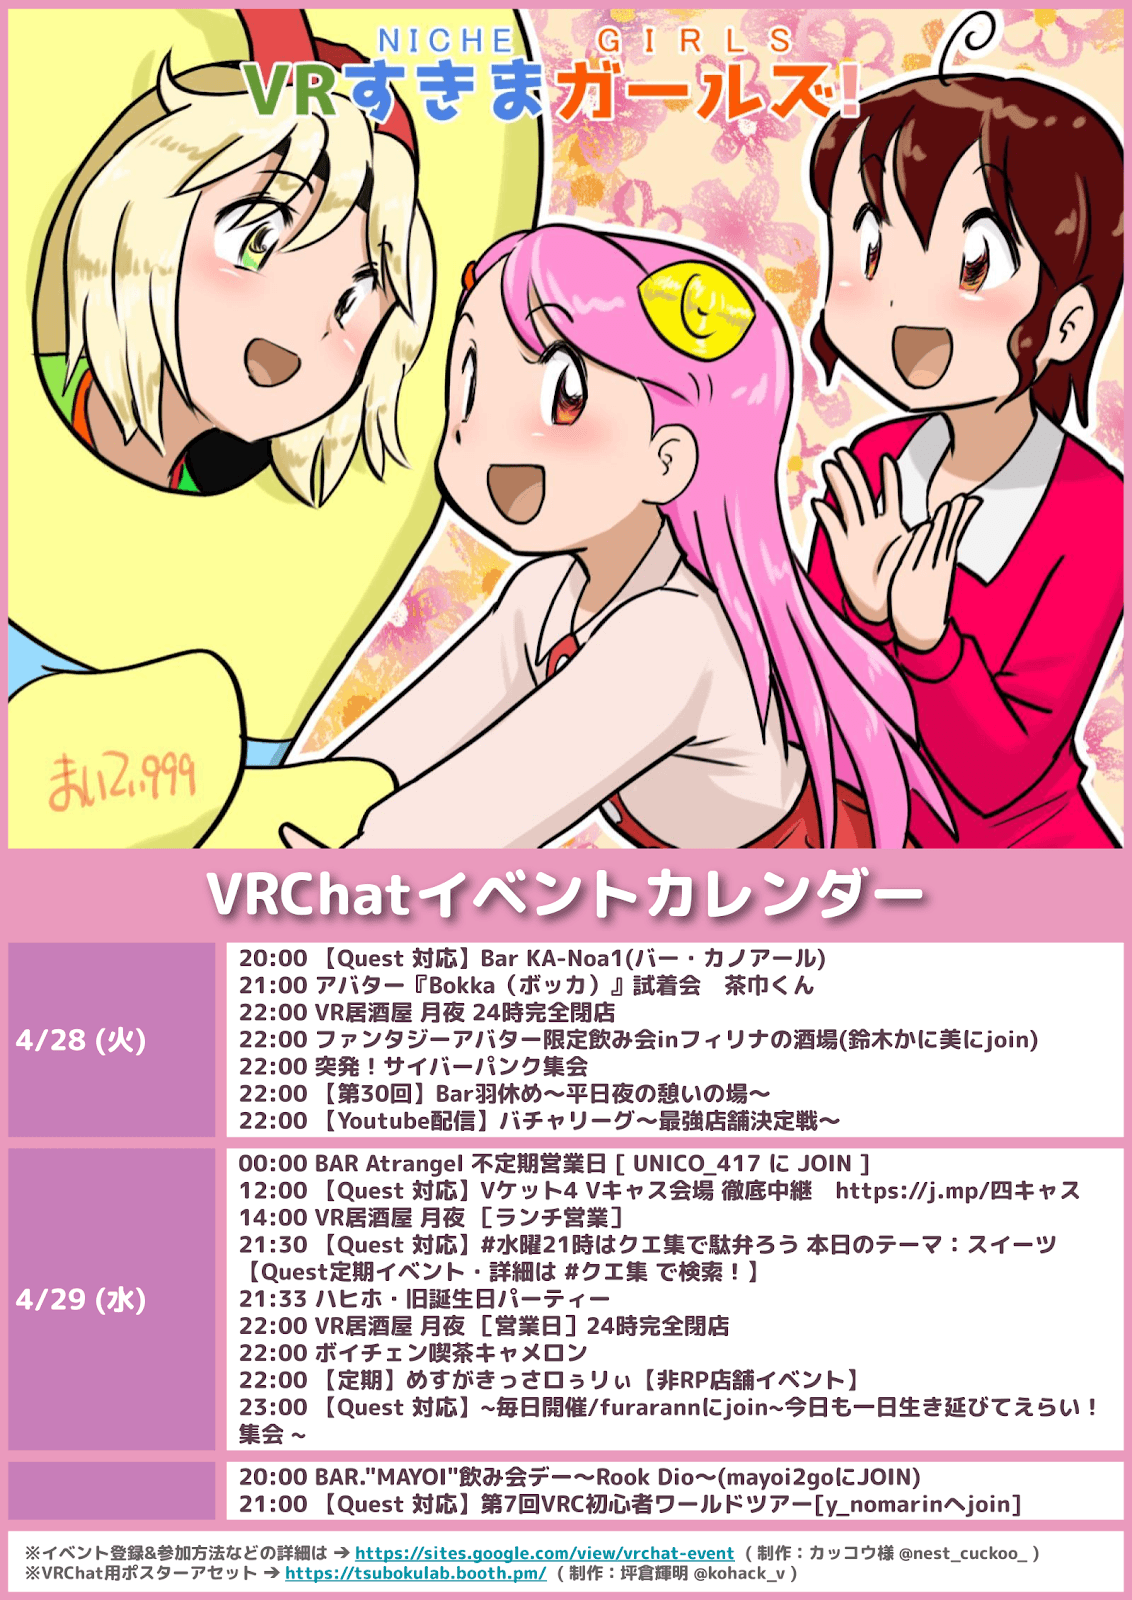 NICHE GIRLS
VRすきまガールズ!
まいてい999
VRChatイベントカレンダー
4/28 (火)
20:00 【Quest 対応】Bar KA-Noa1(バー・カノアール)
21:00 アバター『Bokka（ボッカ）』試着会　茶巾くん
22:00 VR居酒屋 月夜 24時完全閉店
22:00 ファンタジーアバター限定飲み会inフィリナの酒場(鈴木かに美にjoin)
22:00 突発！サイバーパンク集会
22:00 【第30回】Bar羽休め～平日夜の憩いの場～
22:00 【Youtube配信】バチャリーグ～最強店舗決定戦～
4/29 (水)
00:00 BAR Atrangel 不定期営業日 [ UNICO_417 に JOIN ]
12:00 【Quest 対応】Vケット4 Vキャス会場 徹底中継　https://j.mp/四キャス
14:00 VR居酒屋 月夜 ［ランチ営業］
21:30 【Quest 対応】#水曜21時はクエ集で駄弁ろう 本日のテーマ：スイーツ
【Quest定期イベント・詳細は #クエ集 で検索！】
21:33 ハヒホ・旧誕生日パーティー
22:00 VR居酒屋 月夜 ［営業日］24時完全閉店
22:00 ボイチェン喫茶キャメロン
22:00 【定期】めすがきっさロぅリぃ【非RP店舗イベント】
23:00 【Quest 対応】~毎日開催/furarannにjoin~今日も一日生き延びてえらい！
集会 ~
20:00 BAR."MAYOI"飲み会デー～Rook Dio～(mayoi2goにJOIN)
21:00 【Quest 対応】第7回VRC初心者ワールドツアー[y_nomarinへjoin]
※イベント登録&参加方法などの詳細は ➔ https://sites.google.com/view/vrchat-event ( 制作：カッコウ様 @nest_cuckoo_ )
※VRChat用ポスターアセット ➔ https://tsubokulab.booth.pm/ ( 制作：坪倉輝明 @kohack_v )